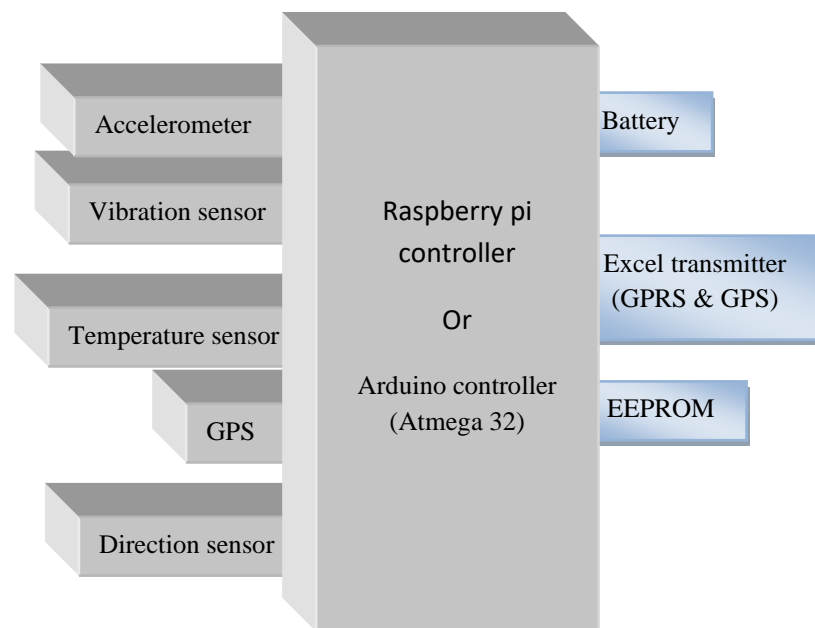 Accelerometer
Vibration sensor
Temperature sensor
GPS
Direction sensor
Raspberry pi
controller
Or
Arduino controller
(Atmega 32)
Battery
Excel transmitter
(GPRS & GPS)
EEPROM